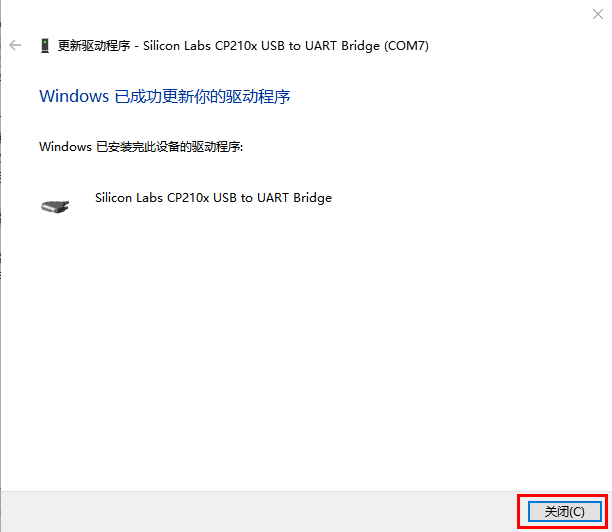 更新驱动程序 - Silicon Labs CP210x USB to UART Bridge (COM7)
Windows 已成功更新你的驱动程序
Windows 已安装完此设备的驱动程序:
Silicon Labs CP210x USB to UART Bridge
关闭(C)